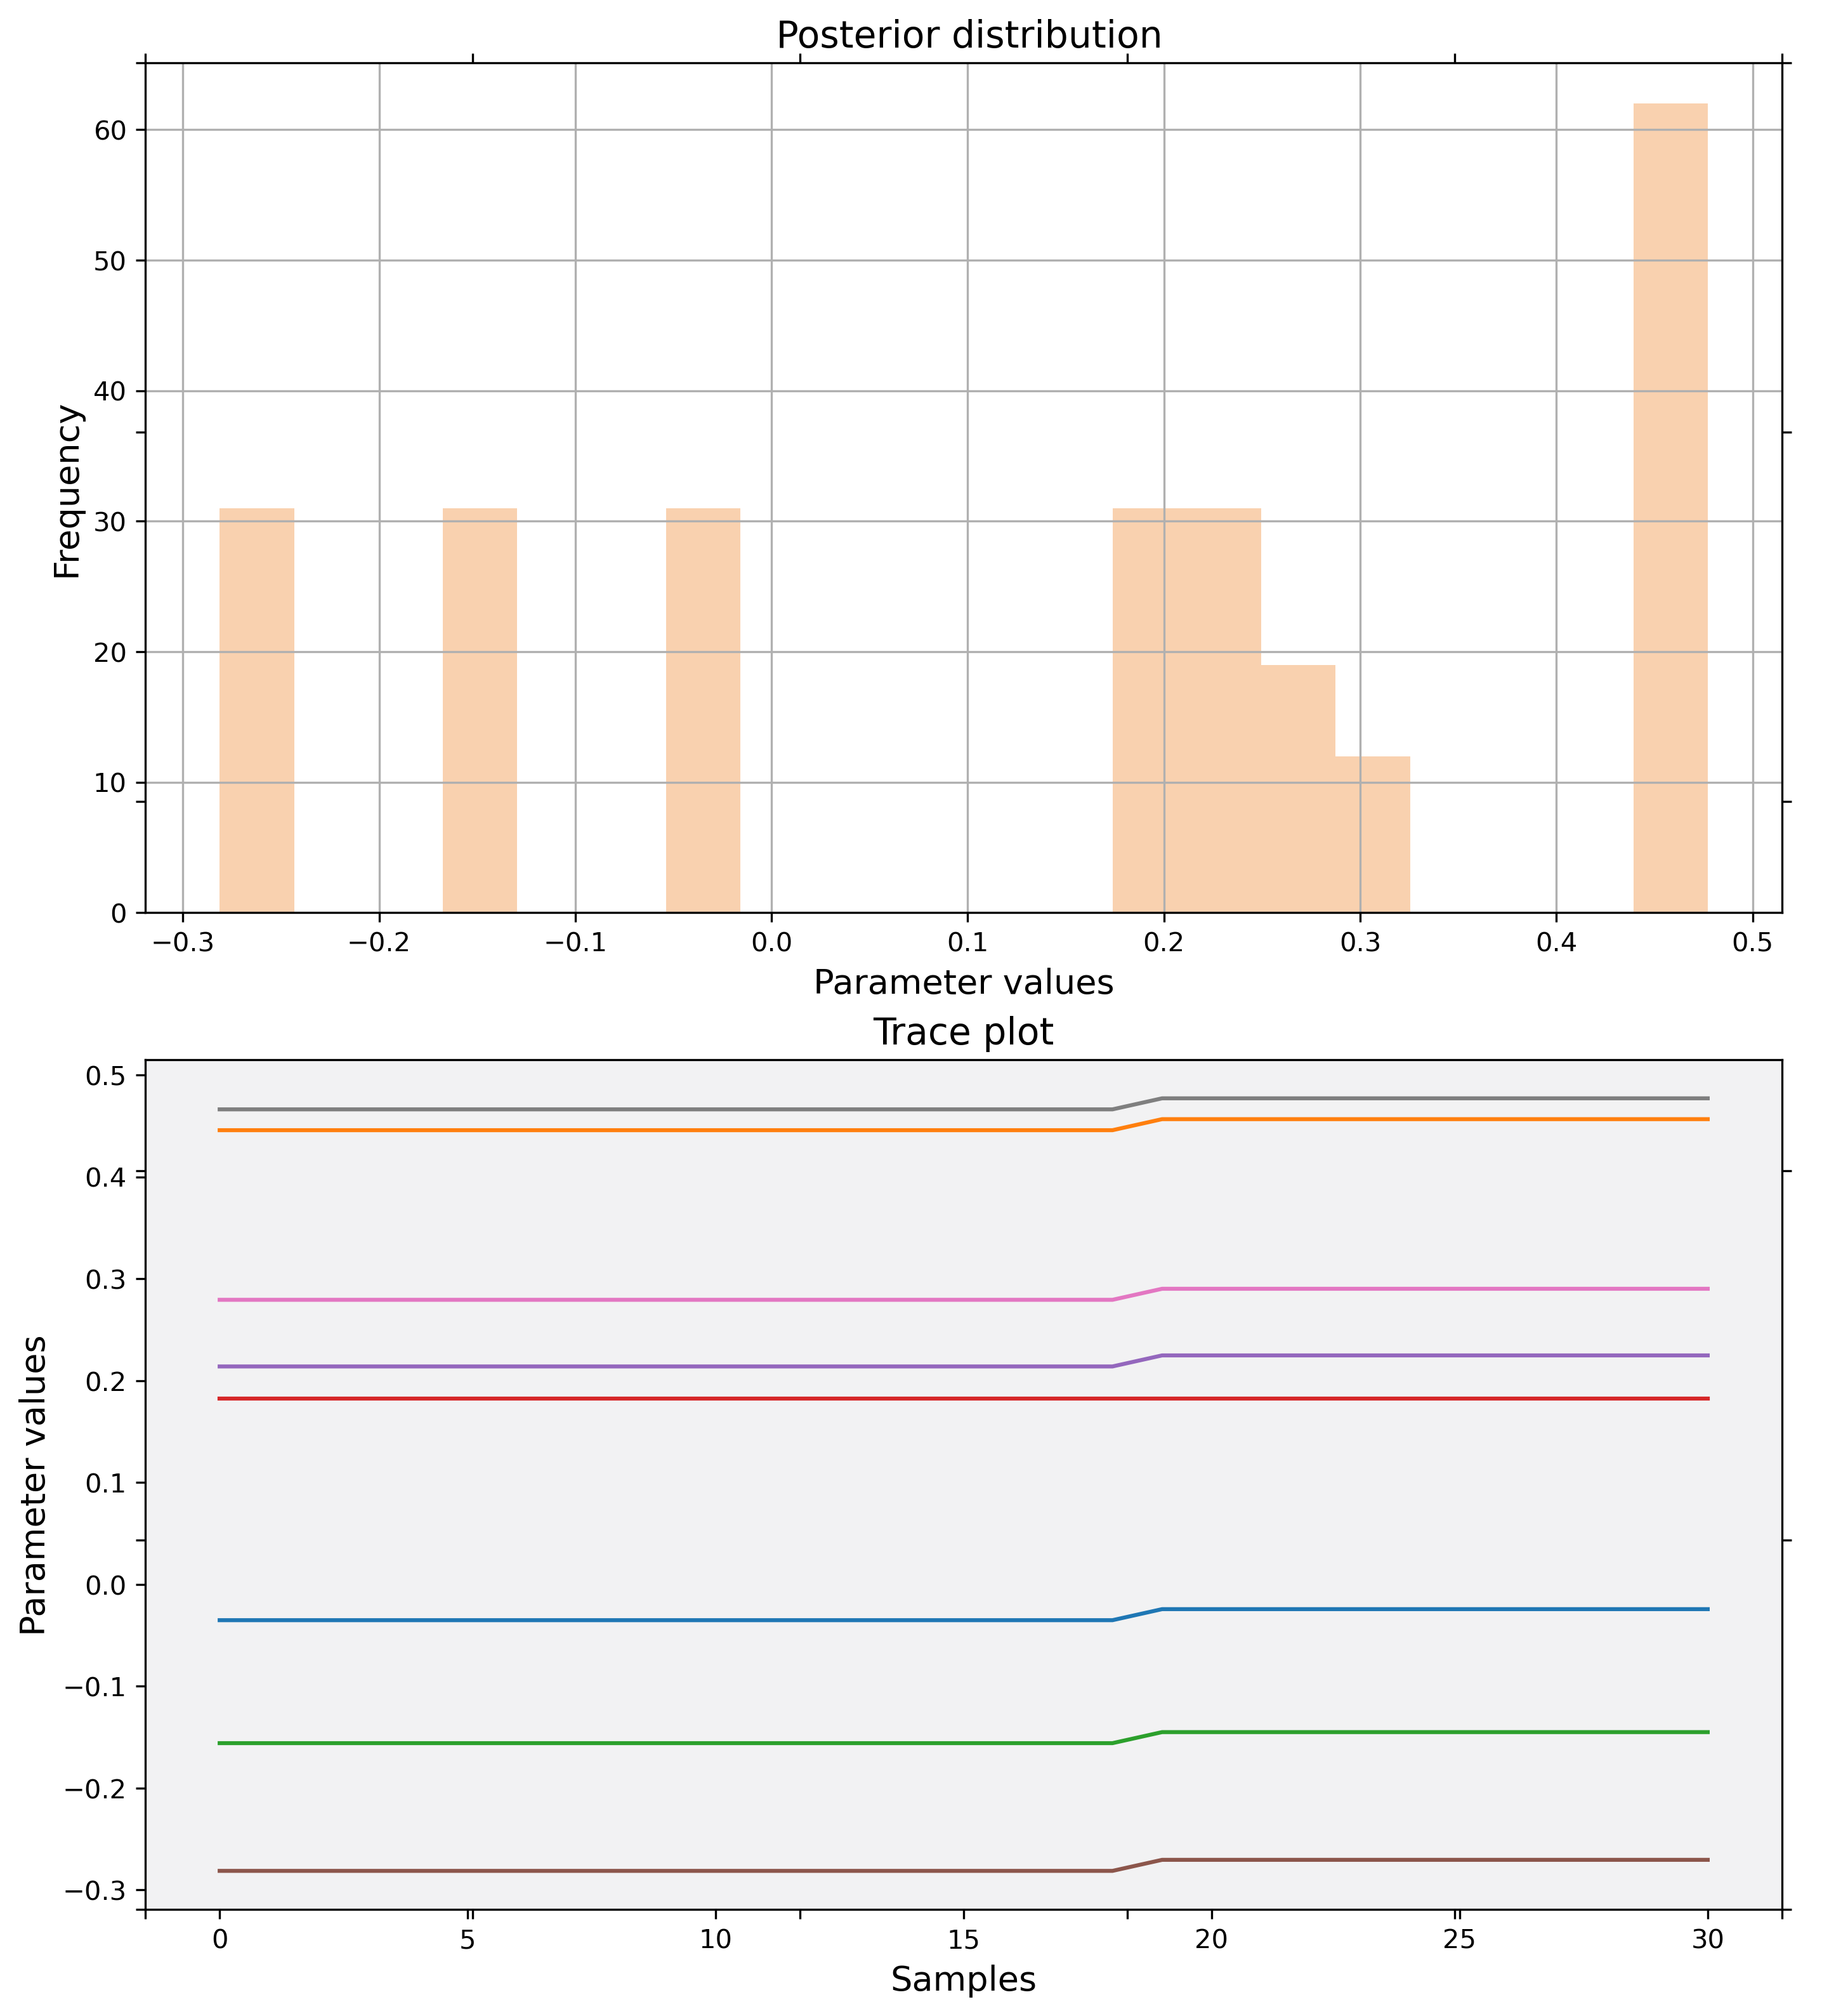 Posterior distribution
60
50
40
30
20
10
0
Frequency
−0.3 −0.2 −0.1 0.0 0.1 0.2 0.3 0.4 0.5
Parameter values
Trace plot
0.5
0.4
0.3
0.2
0.1
0.0
−0.1
−0.2
−0.3
Parameter values
0 5 10 15 20 25 30
Samples